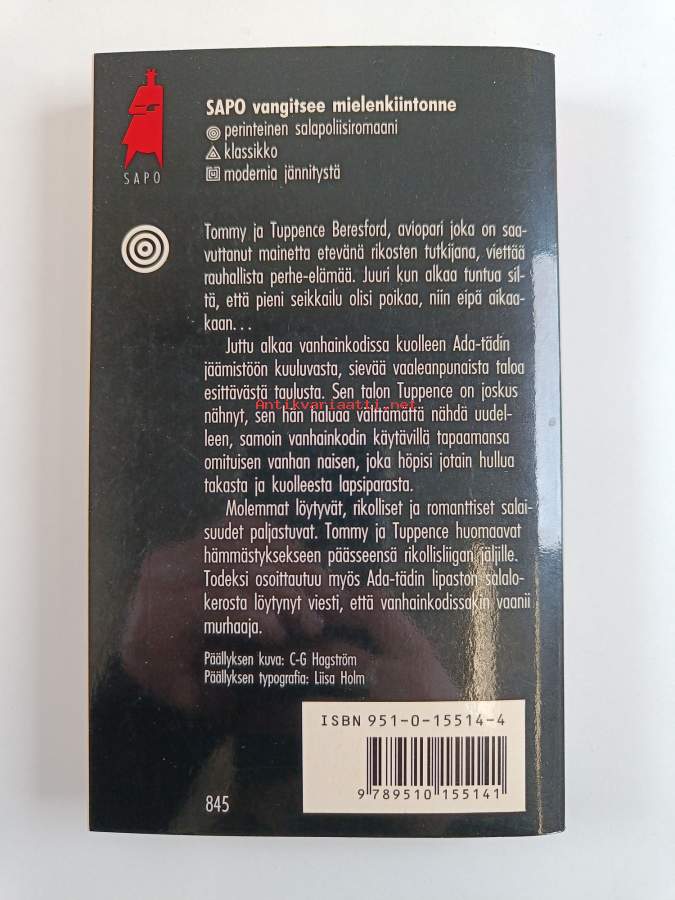 SAPO vangitsee mielenkiintonne
perinteinen salapoliisiromaani
klassikko
modernia jännitystä
SAPO
Tommy ja Tuppence Beresford, aviopari joka on saa-
vuttanut mainetta etevänä rikosten tutkijana, viettää
rauhallista perhe-elämää. Juuri kun alkaa tuntua sil-
tä, että pieni seikkailu olisi poikaa, niin eipä aikaa-
kaan...
Juttu alkaa vanhainkodissa kuolleen Ada-tädin
jäämistöön kuuluvasta, sievää vaaleanpunaista taloa
esittävästä taulusta. Sen talon Tuppence on joskus
Antikvariaatti.net
nähnyt, sen hän haluaa välttämättä nähdä uudel-
leen, samoin vanhainkodin käytävillä tapaamansa
omituisen vanhan naisen, joka höpisi jotain hullua
takasta ja kuolleesta lapsiparasta.
Molemmat löytyvät, rikolliset ja romanttiset salai-
suudet paljastuvat. Tommy ja Tuppence huomaavat
hämmästyksekseen päässeensä rikollisliigan jäljille.
Todeksi osoittautuu myös Ada-tädin lipaston salalo-
kerosta löytynyt viesti, että vanhainkodissakin vaanii
murhaaja.
Päällyksen kuva: C-G Hagström
Päällyksen typografia: Liisa Holm
ISBN 951-0-15514-4
9 789510 155141
845